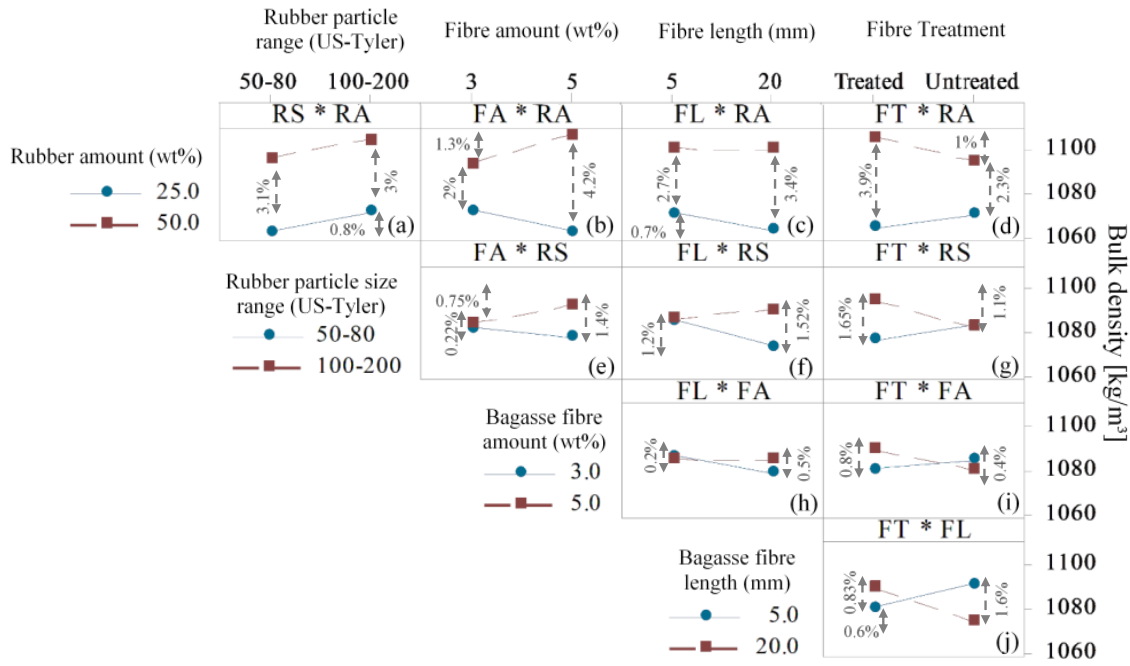 Rubber particle
range (US-Tyler)
Fibre amount (wt%)
Fibre length (mm)
Fibre Treatment
50-80
100-200
3
5
5
20
Treated
Untreated
RS * RA
FA * RA
FL * RA
FT * RA
Rubber amount (wt%)
25.0
50.0
3.1%
3%
0.8%
(a)
1.3%
2%
4.2%
(b)
2.7%
0.7%
3.4%
(c)
3.9%
1%
2.3%
(d)
1100
1080
1060
Bulk density [kg/m³]
FA * RS
FL * RS
FT * RS
Rubber particle size
range (US-Tyler)
50-80
100-200
0.75%
0.22%
1.4%
(e)
1.2%
1.52%
(f)
1.65%
1.1%
(g)
1100
1080
1060
FL * FA
FT * FA
Bagasse fibre
amount (wt%)
3.0
5.0
0.2%
0.5%
(h)
0.8%
0.4%
(i)
1100
1080
1060
FT * FL
Bagasse fibre
length (mm)
5.0
20.0
0.83%
0.6%
1.6%
(j)
1100
1080
1060